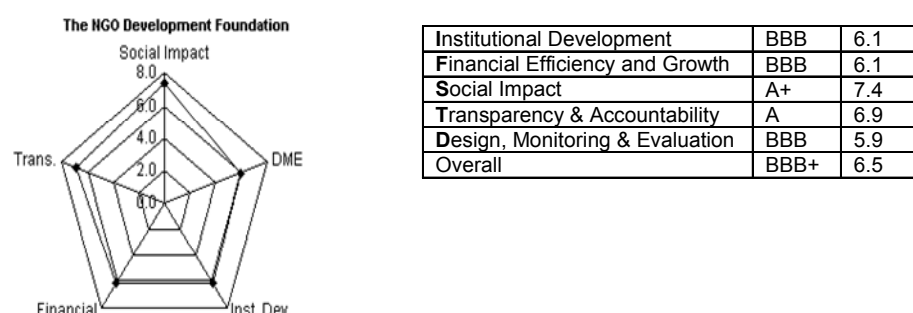 The NGO Development Foundation
Social Impact
8.0
6.0
4.0
2.0
0.0
Trans.
DME
Financial
Inst. Dev.
Institutional Development BBB 6.1
Financial Efficiency and Growth BBB 6.1
Social Impact A+ 7.4
Transparency & Accountability A 6.9
Design, Monitoring & Evaluation BBB 5.9
Overall BBB+ 6.5